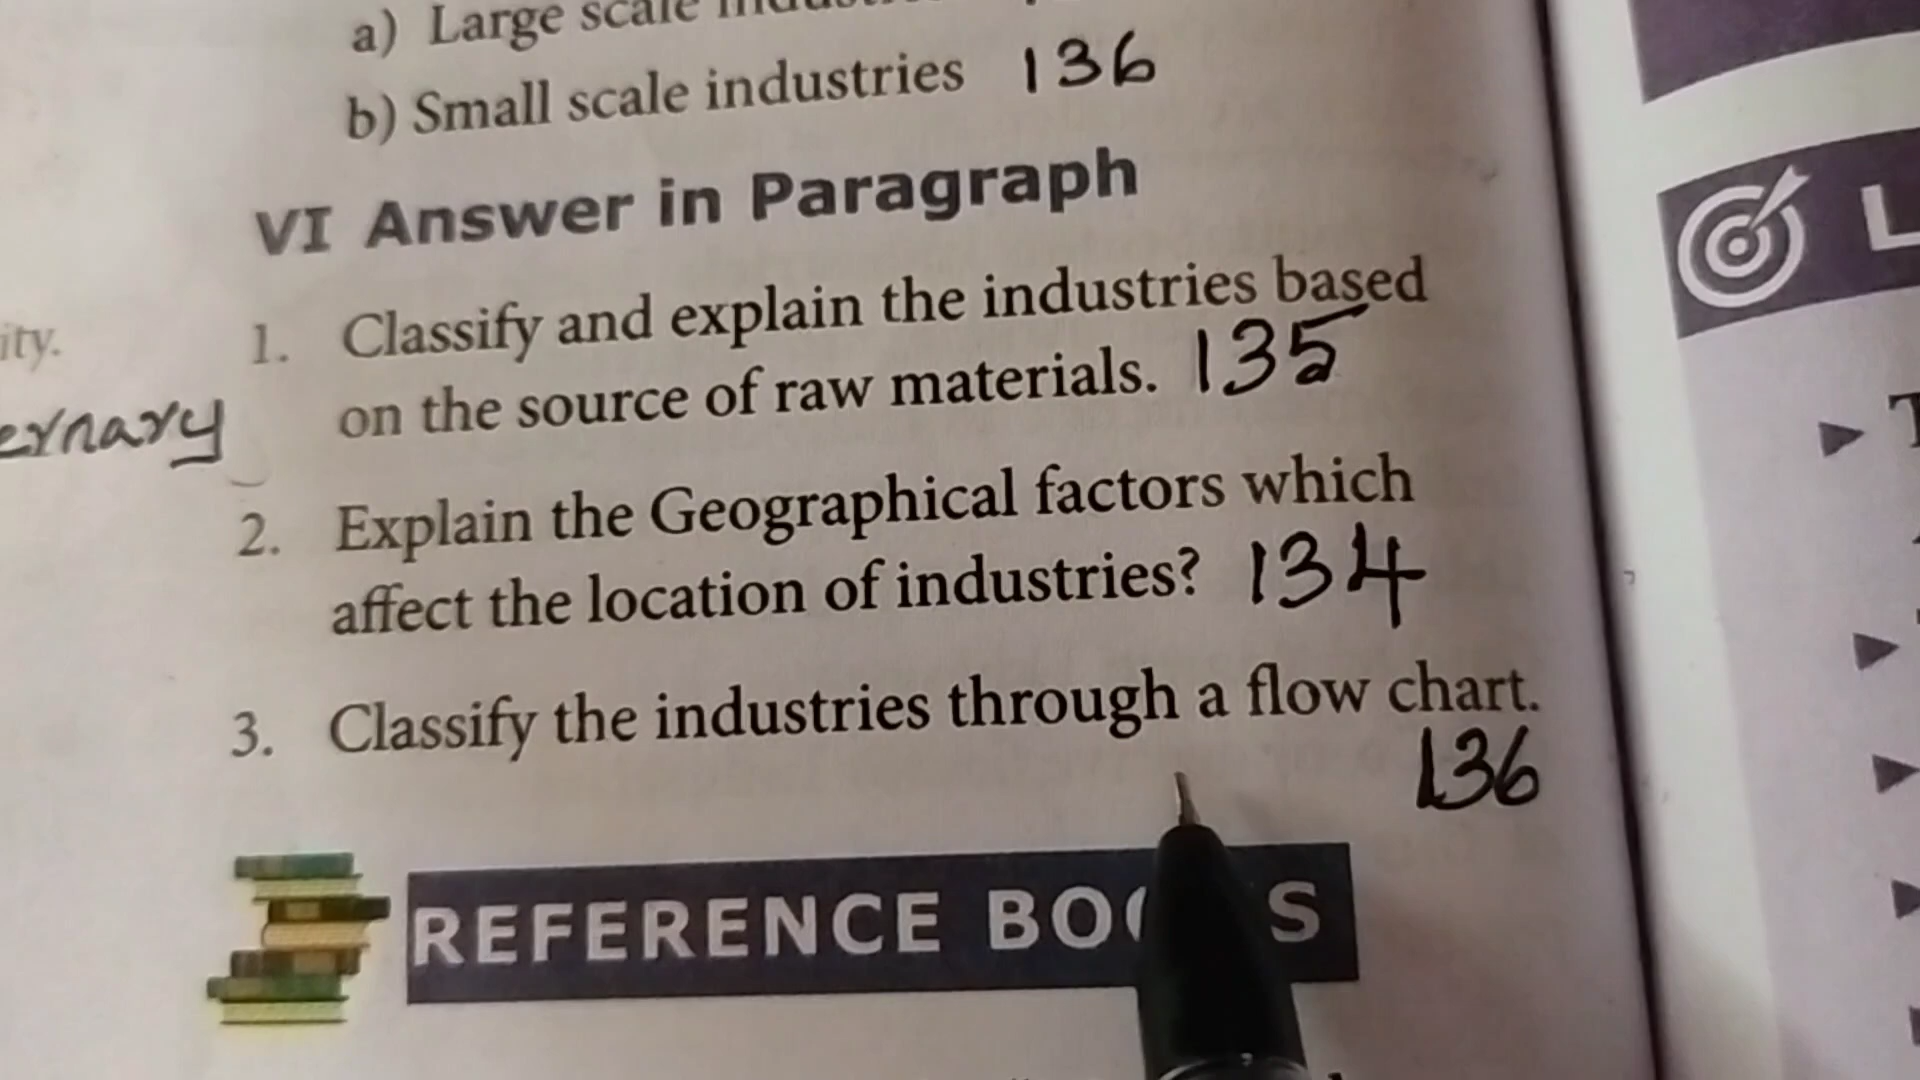 a) Large scale
b) Small scale industries 136
VI Answer in Paragraph
1. Classify and explain the industries based
on the source of raw materials. 135
2. Explain the Geographical factors which
affect the location of industries? 134
3. Classify the industries through a flow chart.
136
REFERENCE